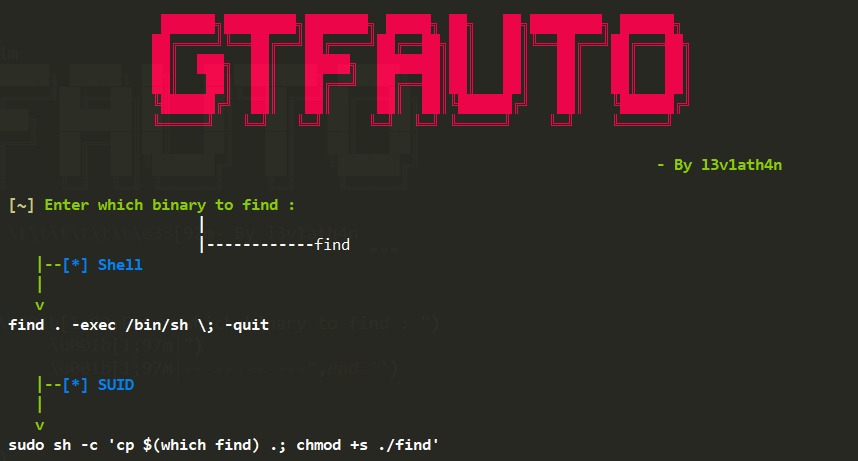 GTFAUTO
- By l3v1ath4n
[~] Enter which binary to find :
|
|------------find
|--[*] Shell
|
v
find . -exec /bin/sh \; -quit
|--[*] SUID
|
v
sudo sh -c 'cp $(which find) .; chmod +s ./find'